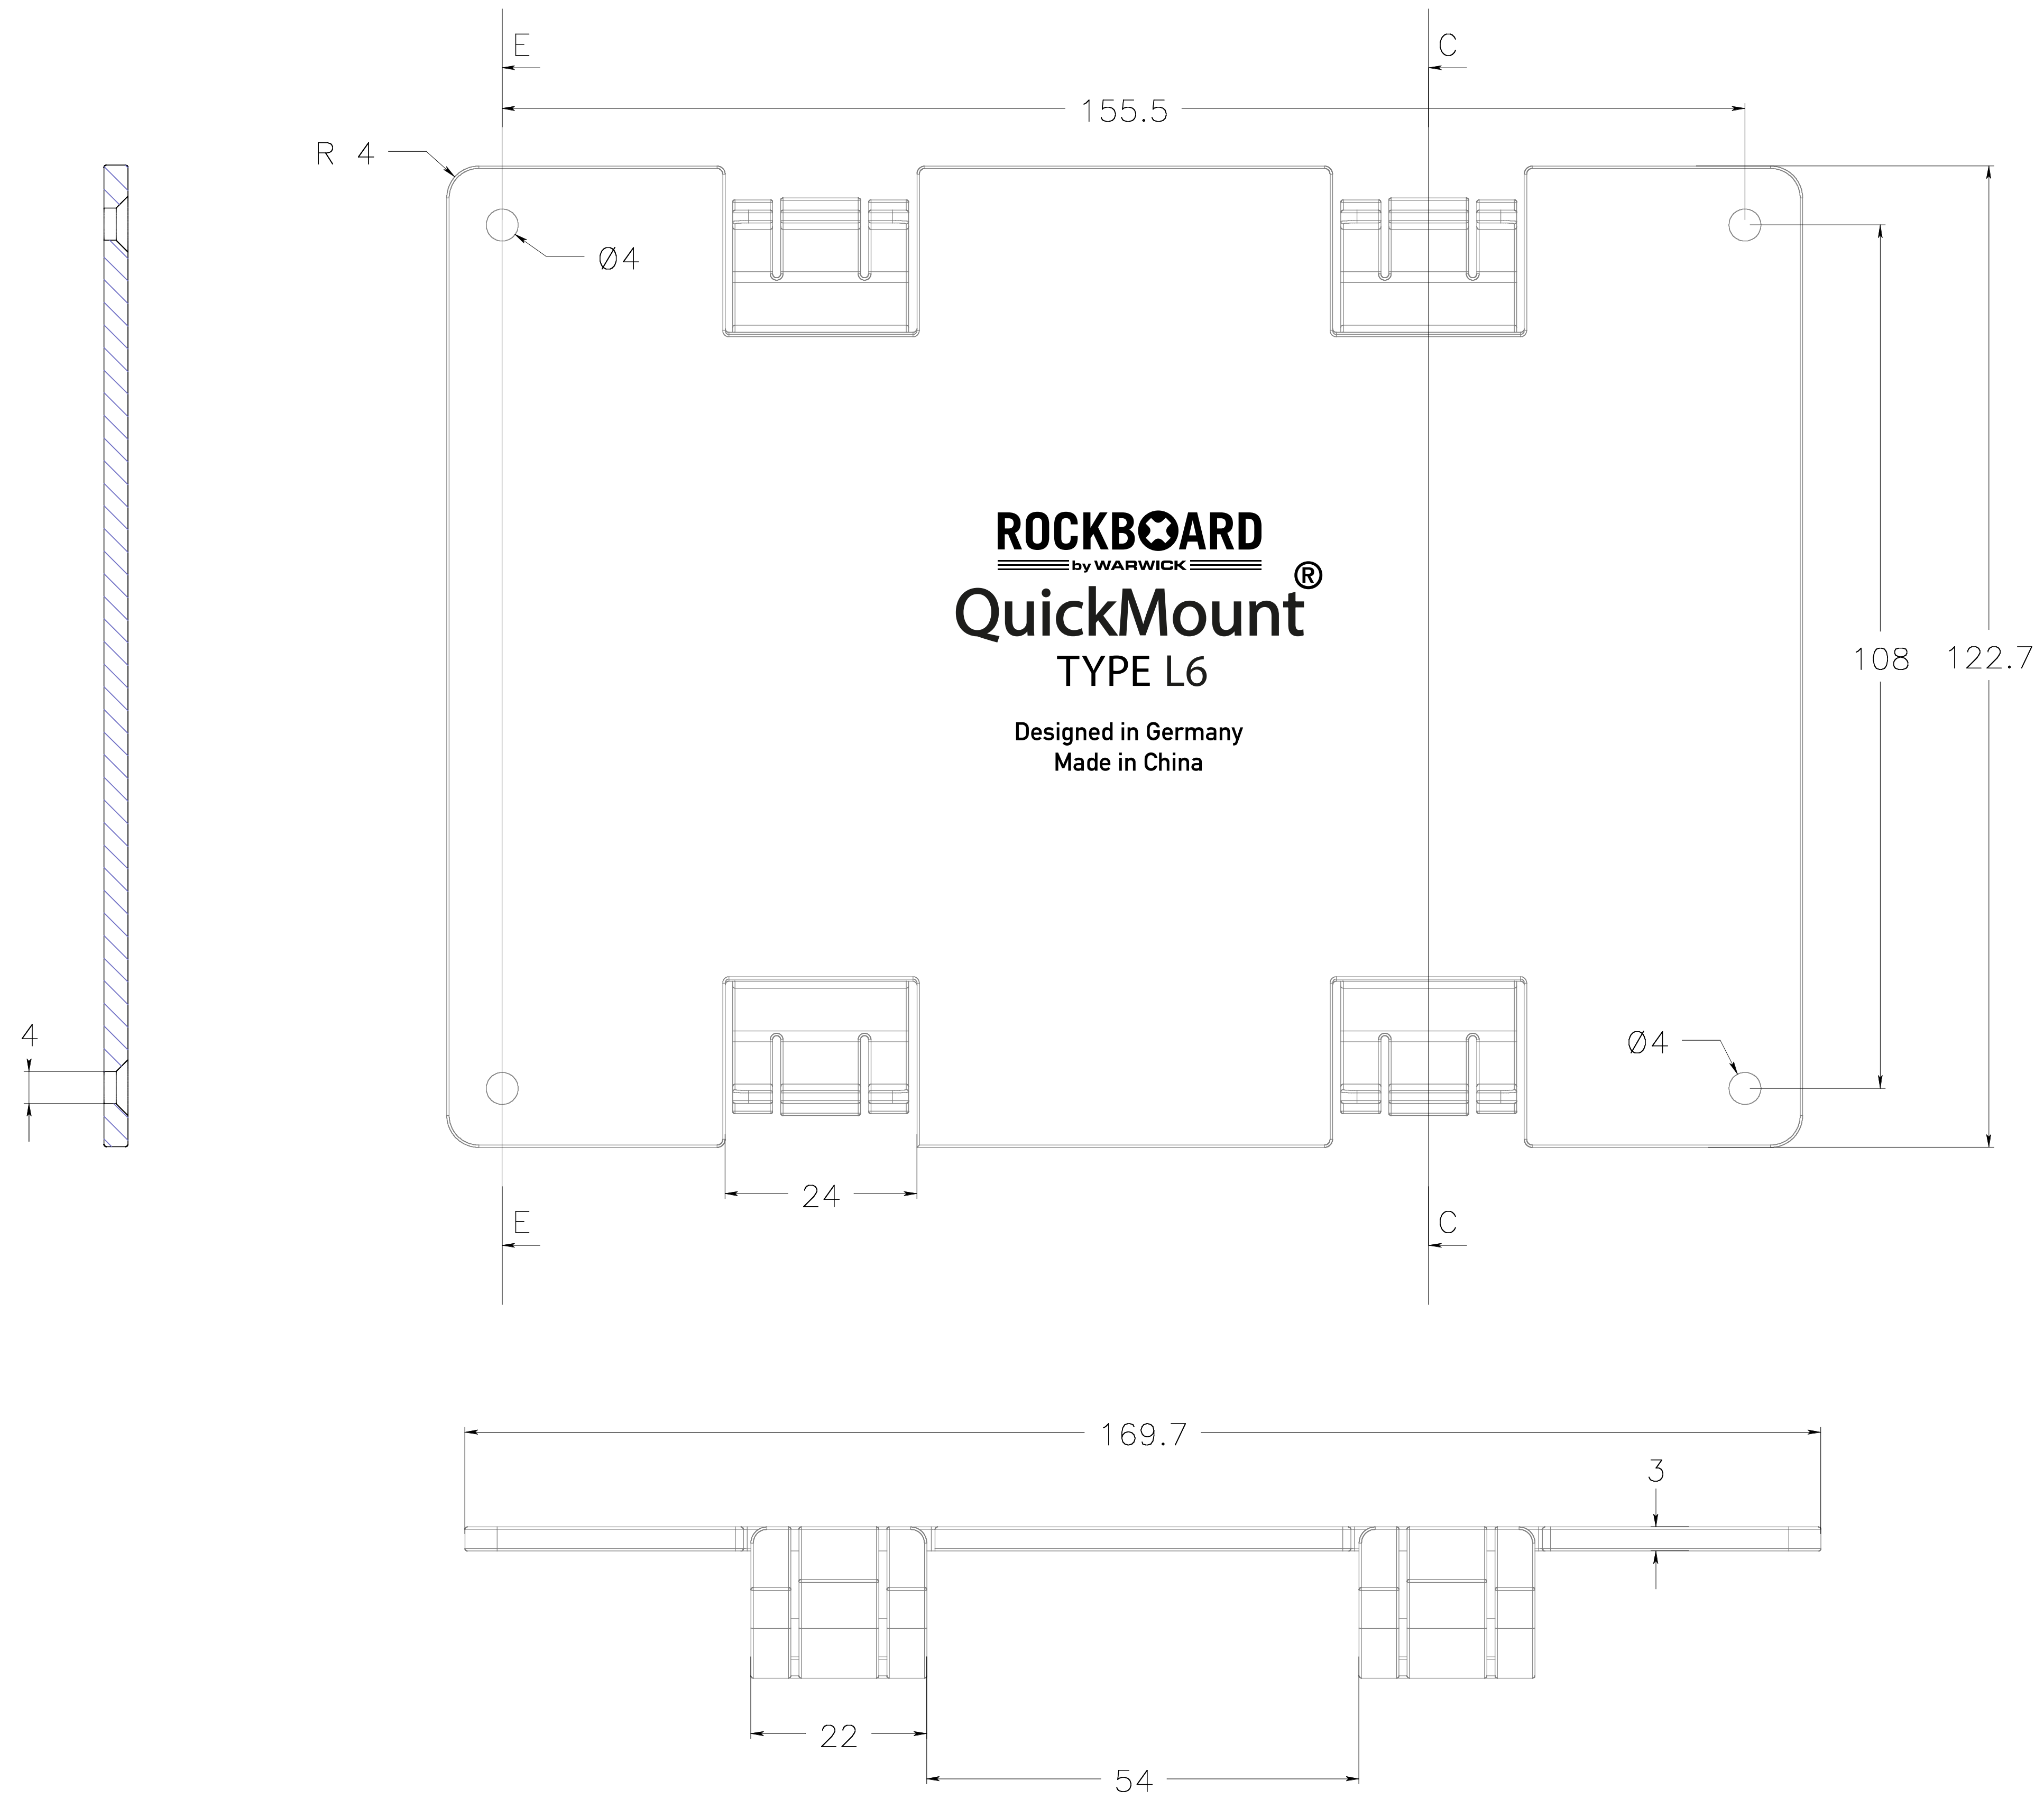 E
C
155.5
R 4
Ø4
ROCKBOARD
by WARWICK
QuickMount®
TYPE L6
108
122.7
Designed in Germany
Made in China
4
Ø4
24
E
C
169.7
3
22
54